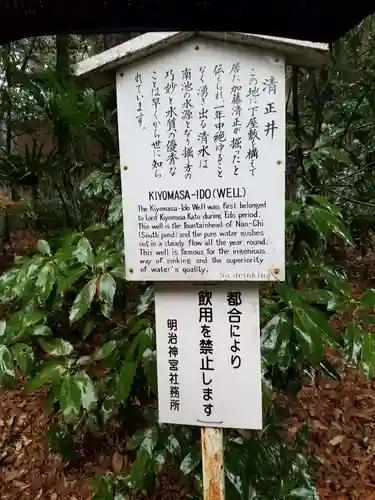 清正井
この地に下屋敷を構えて
居た加藤清正が掘ったと
伝えられ一年中絶ゆること
なく湧き出る清水は
南池の水源となり掘り方の
巧妙と水質の優秀な
ことは早くから世に知ら
れています。
KIYOMASA-IDO (WELL)
The Kiyomasa-Ido Well, first belonged
to Lord Kiyomasa Kato during Edo period.
This well is the fountainhead of Nan-Chi
(South pond) and the pure water gushes
out in a steady flow all the year round.
This well is famous for the ingenious
way of sinking and the superiority
of water's quality.
No drinking
都合により
飲用を禁止します
明治神宮社務所